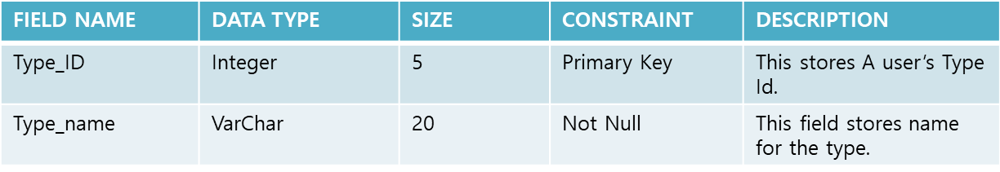 FIELD NAME DATA TYPE SIZE CONSTRAINT DESCRIPTION
Type_ID Integer 5 Primary Key This stores A user’s Type
Id.
Type_name VarChar 20 Not Null This field stores name
for the type.